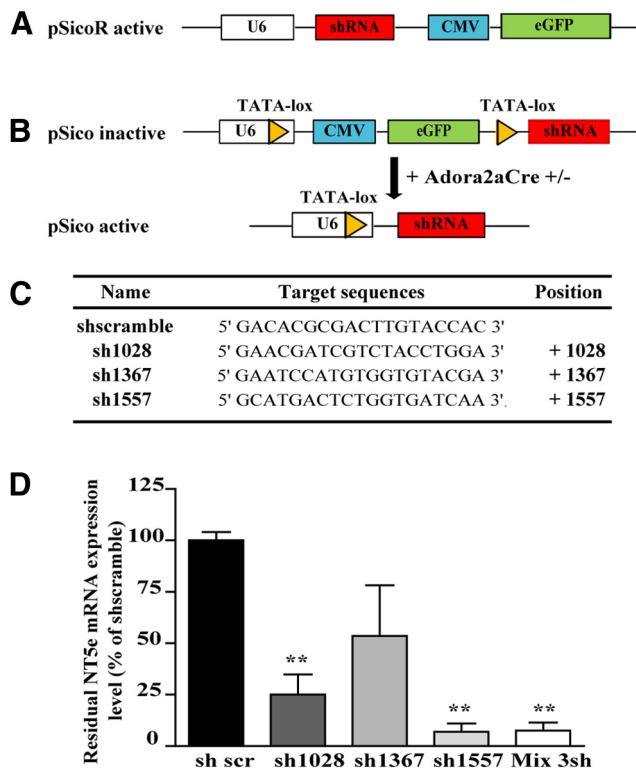 A
pSicoR active
U6
shRNA
CMV
eGFP
B
TATA-lox
TATA-lox
pSico inactive
U6
CMV
eGFP
shRNA
+ Adora2aCre +/-
TATA-lox
pSico active
U6
shRNA
C
Name Target sequences Position
shscramble 5' GACACGCGACTTGTACCAC 3'
sh1028 5' GAACGATCGTCTACCTGGA 3' + 1028
sh1367 5' GAATCCATGTGGTGTACGA 3' + 1367
sh1557 5' GCATGACTCTGGTGATCAA 3'. + 1557
D
Residual NT5e mRNA expression
level (% of shscramble)
125
100
75
50
25
0
**
**
**
sh scr sh1028 sh1367 sh1557 Mix 3sh